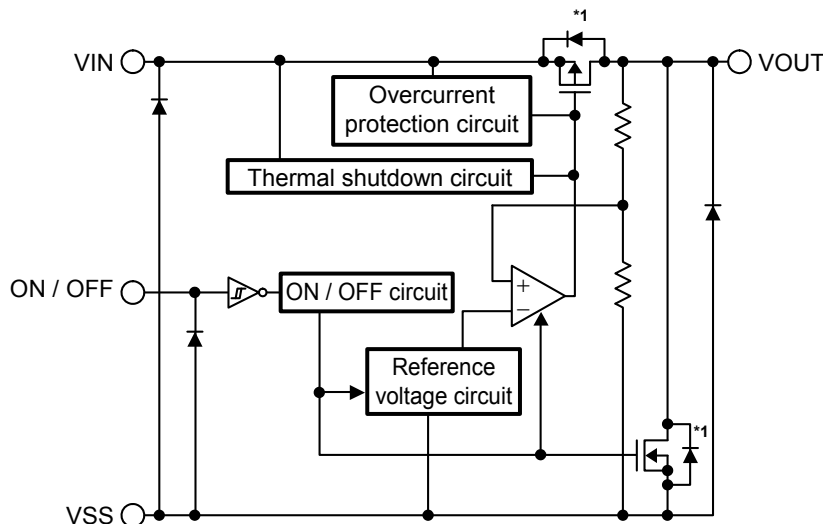 *1
VIN
VOUT
Overcurrent
protection circuit
Thermal shutdown circuit
ON / OFF
ON / OFF circuit
+
−
Reference
voltage circuit
*1
VSS